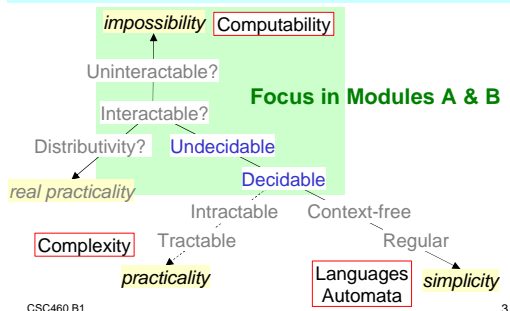 impossibility Computability
Uninteractable?
Focus in Modules A & B
Interactable?
Distributivity? Undecidable
Decidable
real practicality
Intractable Context-free
Complexity Tractable Regular
practicality Languages simplicity
Automata
CSC460 B1 3